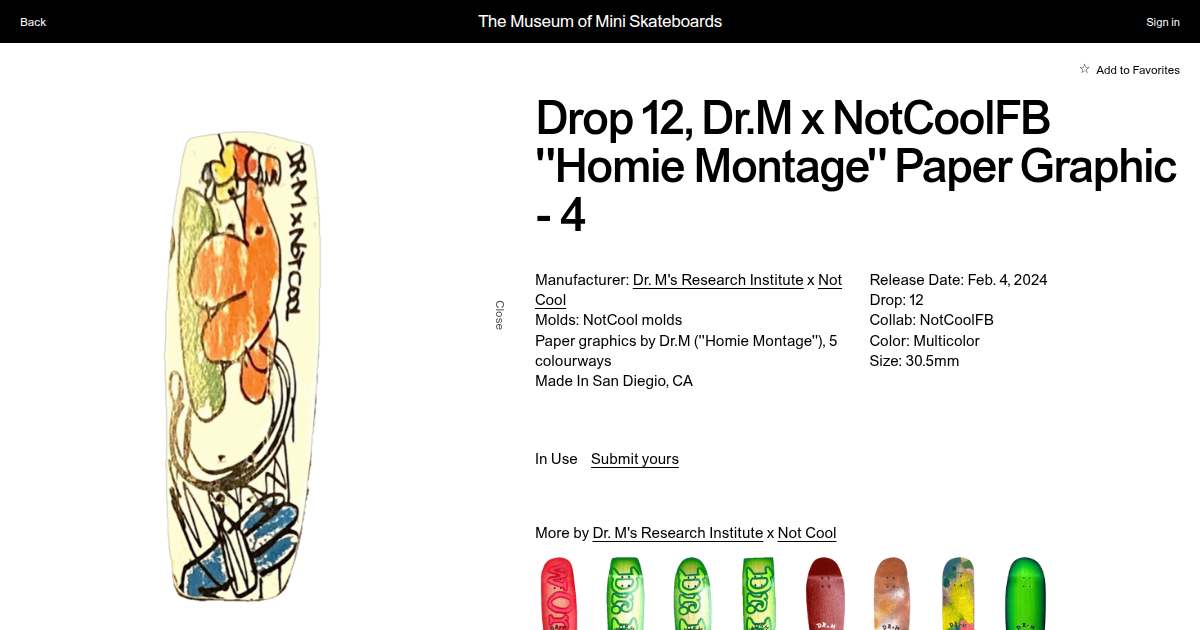 Back
The Museum of Mini Skateboards
Sign in
☆ Add to Favorites
Drop 12, Dr.M x NotCoolFB
"Homie Montage" Paper Graphic
- 4
DR.M x NOT COOL
Close
Manufacturer: Dr. M's Research Institute x Not
Cool
Molds: NotCool molds
Paper graphics by Dr.M ("Homie Montage"), 5
colourways
Made In San Diegio, CA
Release Date: Feb. 4, 2024
Drop: 12
Collab: NotCoolFB
Color: Multicolor
Size: 30.5mm
In Use Submit yours
More by Dr. M's Research Institute x Not Cool